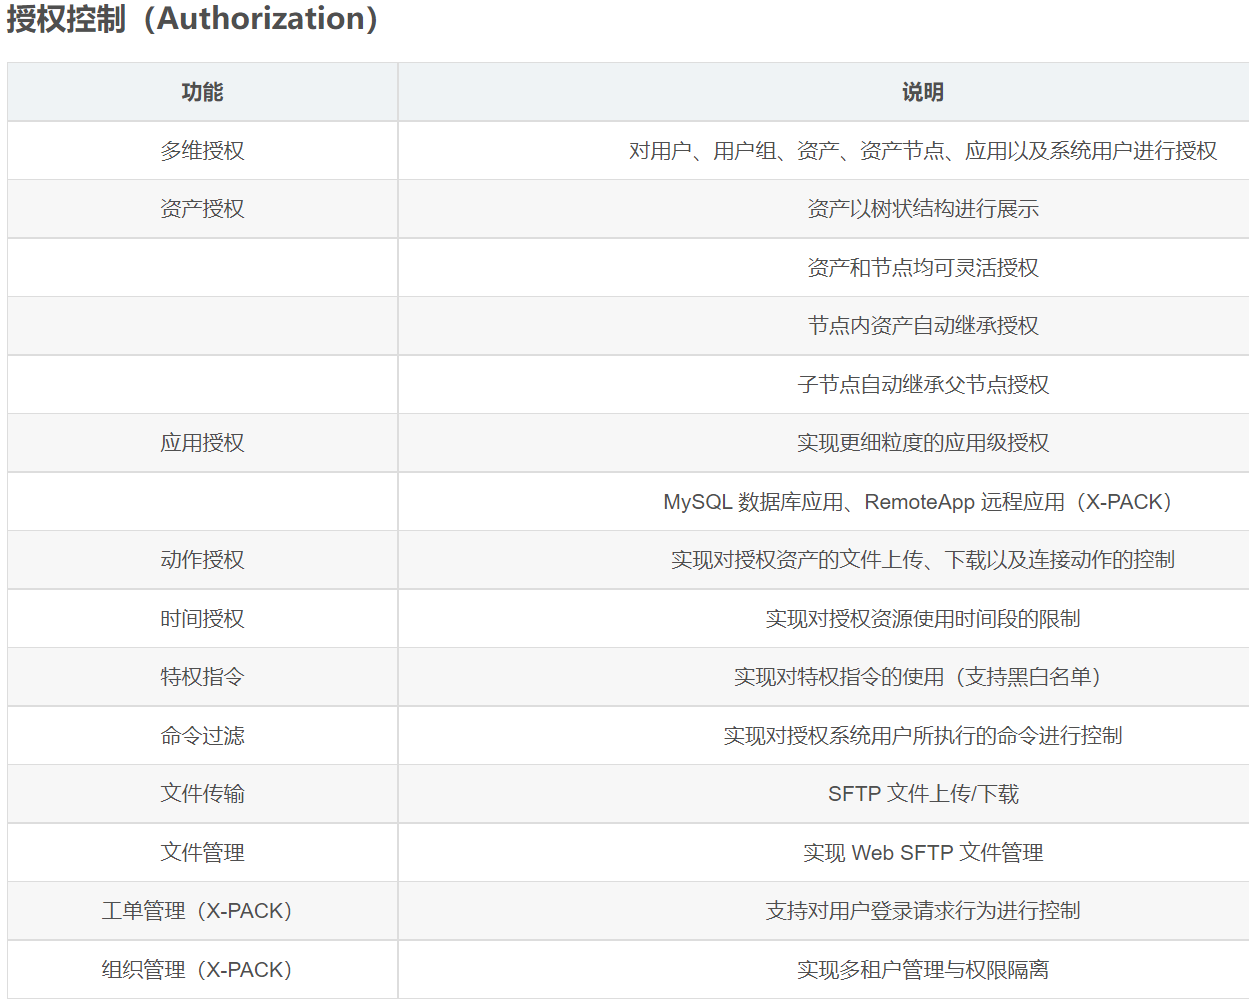 授权控制（Authorization）
功能 说明
多维授权 对用户、用户组、资产、资产节点、应用以及系统用户进行授权
资产授权 资产以树状结构进行展示
资产和节点均可灵活授权
节点内资产自动继承授权
子节点自动继承父节点授权
应用授权 实现更细粒度的应用级授权
MySQL 数据库应用、RemoteApp 远程应用（X-PACK）
动作授权 实现对授权资产的文件上传、下载以及连接动作的控制
时间授权 实现对授权资源使用时间段的限制
特权指令 实现对特权指令的使用（支持黑白名单）
命令过滤 实现对授权系统用户所执行的命令进行控制
文件传输 SFTP 文件上传/下载
文件管理 实现 Web SFTP 文件管理
工单管理（X-PACK） 支持对用户登录请求行为进行控制
组织管理（X-PACK） 实现多租户管理与权限隔离